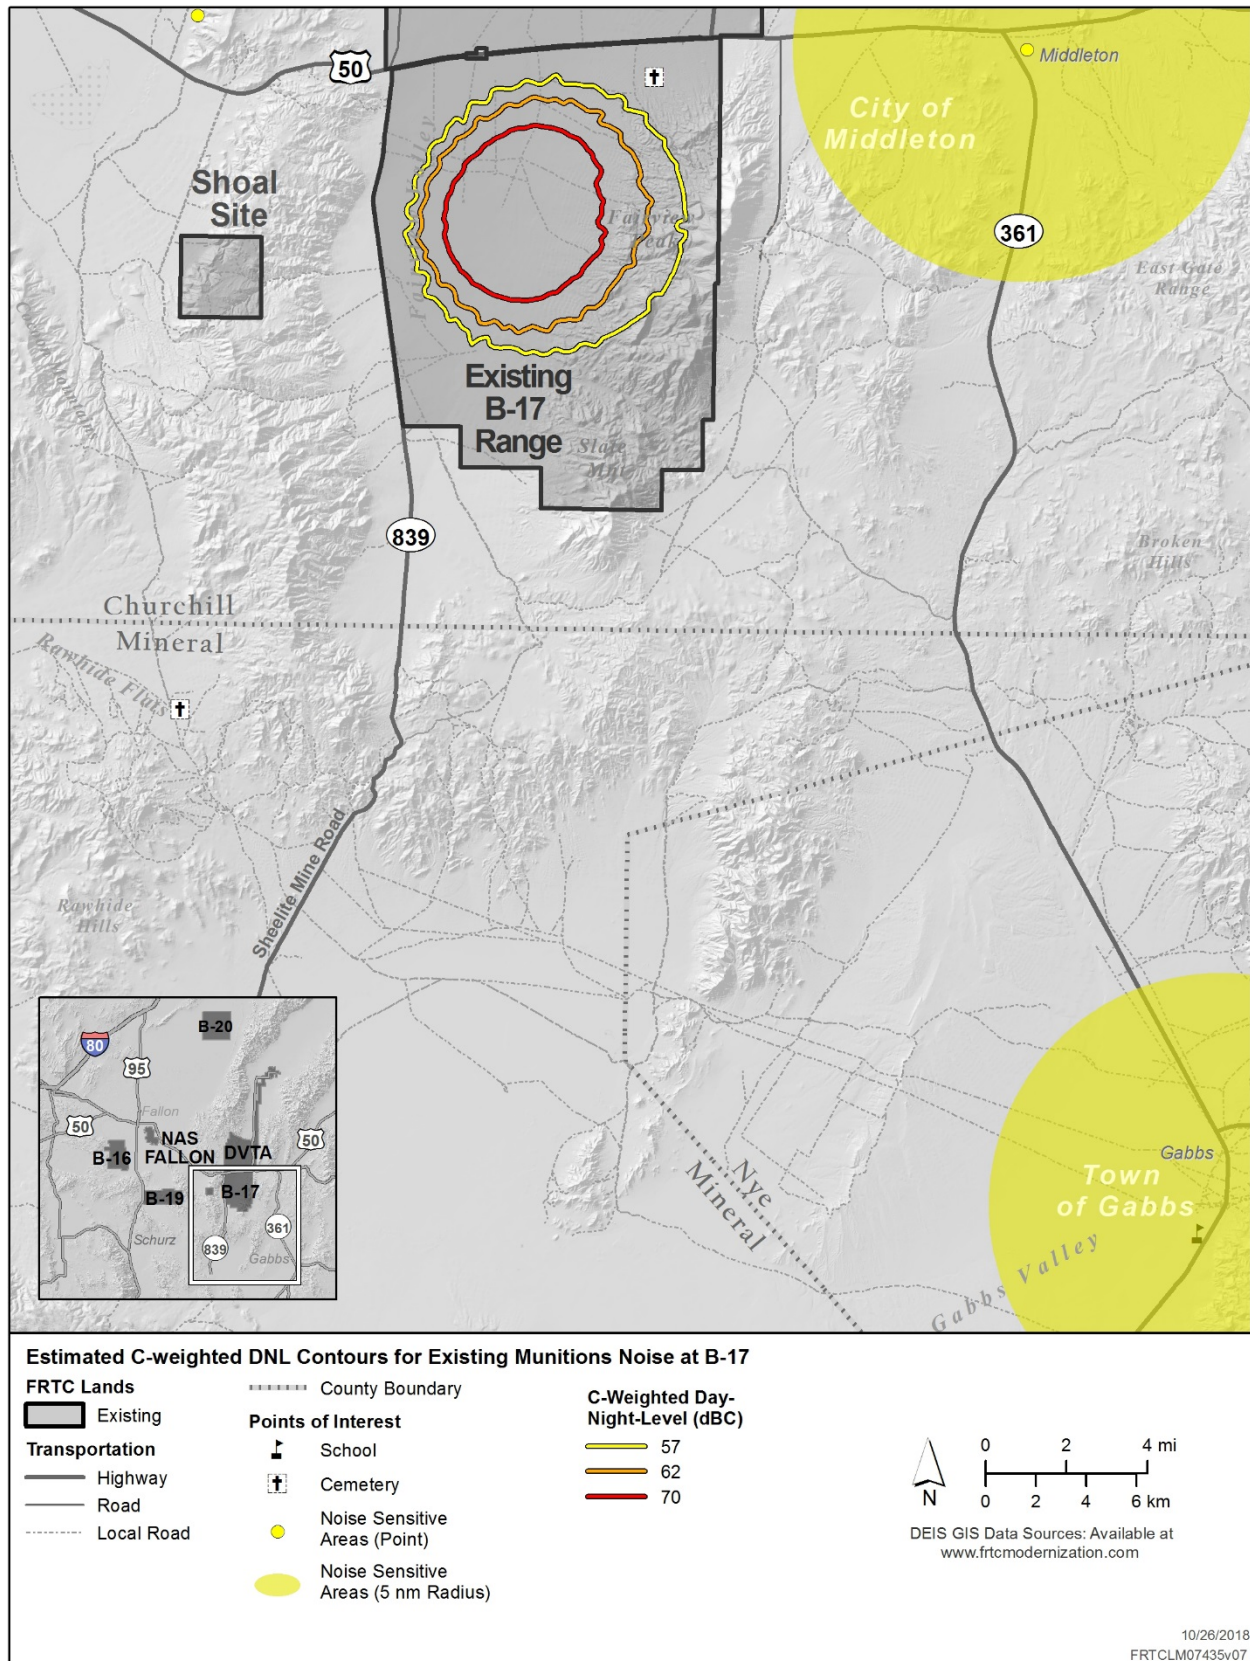 50
Middleton
City of
Middleton
Shoal
Site
Fairview
Peak
361
East Gate
Range
Existing
B-17
Range
Slate
Mtn
839
Broken
Hills
Churchill
Mineral
Rawhide Flats
Sheelite Mine Road
Rawhide
Hills
B-20
80
95
Fallon
50
NAS
FALLON
DVTA
50
B-16
B-19
B-17
Schurz
839
361
Gabbs
Nye
Mineral
Gabbs
Town
of Gabbs
Gabbs Valley
Estimated C-weighted DNL Contours for Existing Munitions Noise at B-17
FRTC Lands
Existing
Transportation
Highway
Road
Local Road
County Boundary
Points of Interest
School
Cemetery
Noise Sensitive
Areas (Point)
Noise Sensitive
Areas (5 nm Radius)
C-Weighted Day-
Night-Level (dBC)
57
62
70
N
0 2 4 mi
0 2 4 6 km
DEIS GIS Data Sources: Available at
www.frtcmodernization.com
10/26/2018
FRTCLM07435v07